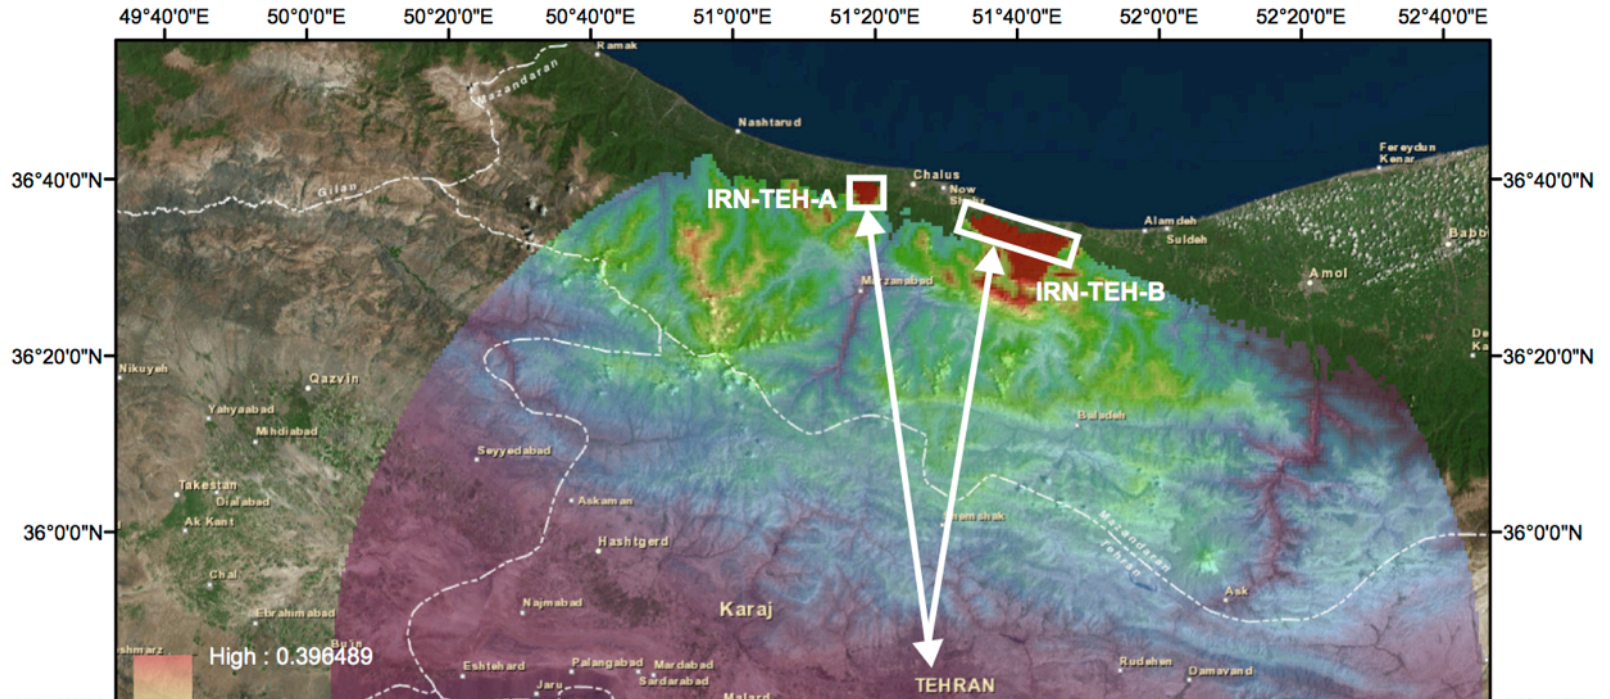 49°40'0"E 50°0'0"E 50°20'0"E 50°40'0"E 51°0'0"E 51°20'0"E 51°40'0"E 52°0'0"E 52°20'0"E 52°40'0"E
Ramak
Mazandaran
Nashtarud
Fereydun
Kenar
36°40'0"N
Gilan
IRN-TEH-A
Chalus
Now
36°40'0"N
Alamdeh
Suldeh
Amol
Marzanabad
IRN-TEH-B
36°20'0"N
36°20'0"N
Nikuyeh
Qazvin
Yahyaabad
Mihdiabad
Baladeh
Seyyedabad
Takestan
Ak Kant
Askaman
36°0'0"N
36°0'0"N
Mazandaran
Tehran
Hashtgerd
Chal
Ask
Ebrahimabad
Najmabad
Karaj
High : 0.396489
Eshtehard
Palangabad
Mardabad
Sardarabad
Jaru
Malard
TEHRAN
Rudehen
Damavand